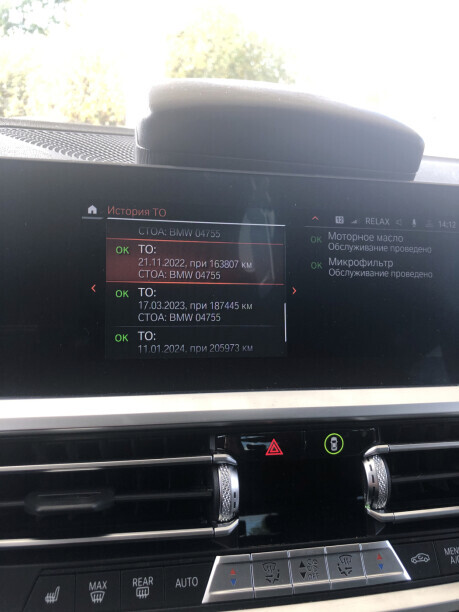 История ТО
RELAX
14:12
СТОА: BMW 04755
OK ТО:
21.11.2022, при 163807 км
СТОА: BMW 04755
OK ТО:
17.03.2023, при 187445 км
СТОА: BMW 04755
OK ТО:
11.01.2024, при 205973 км
OK Моторное масло
Обслуживание проведено
OK Микрофильтр
Обслуживание проведено
MAX
REAR
AUTO
MENU
A/C